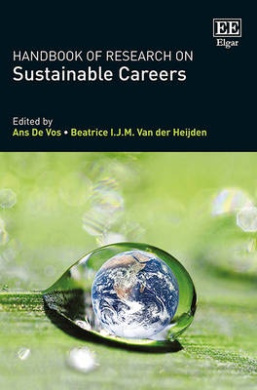 EE
Elgar
HANDBOOK OF RESEARCH ON
Sustainable Careers
Edited by
Ans De Vos • Beatrice I.J.M. Van der Heijden